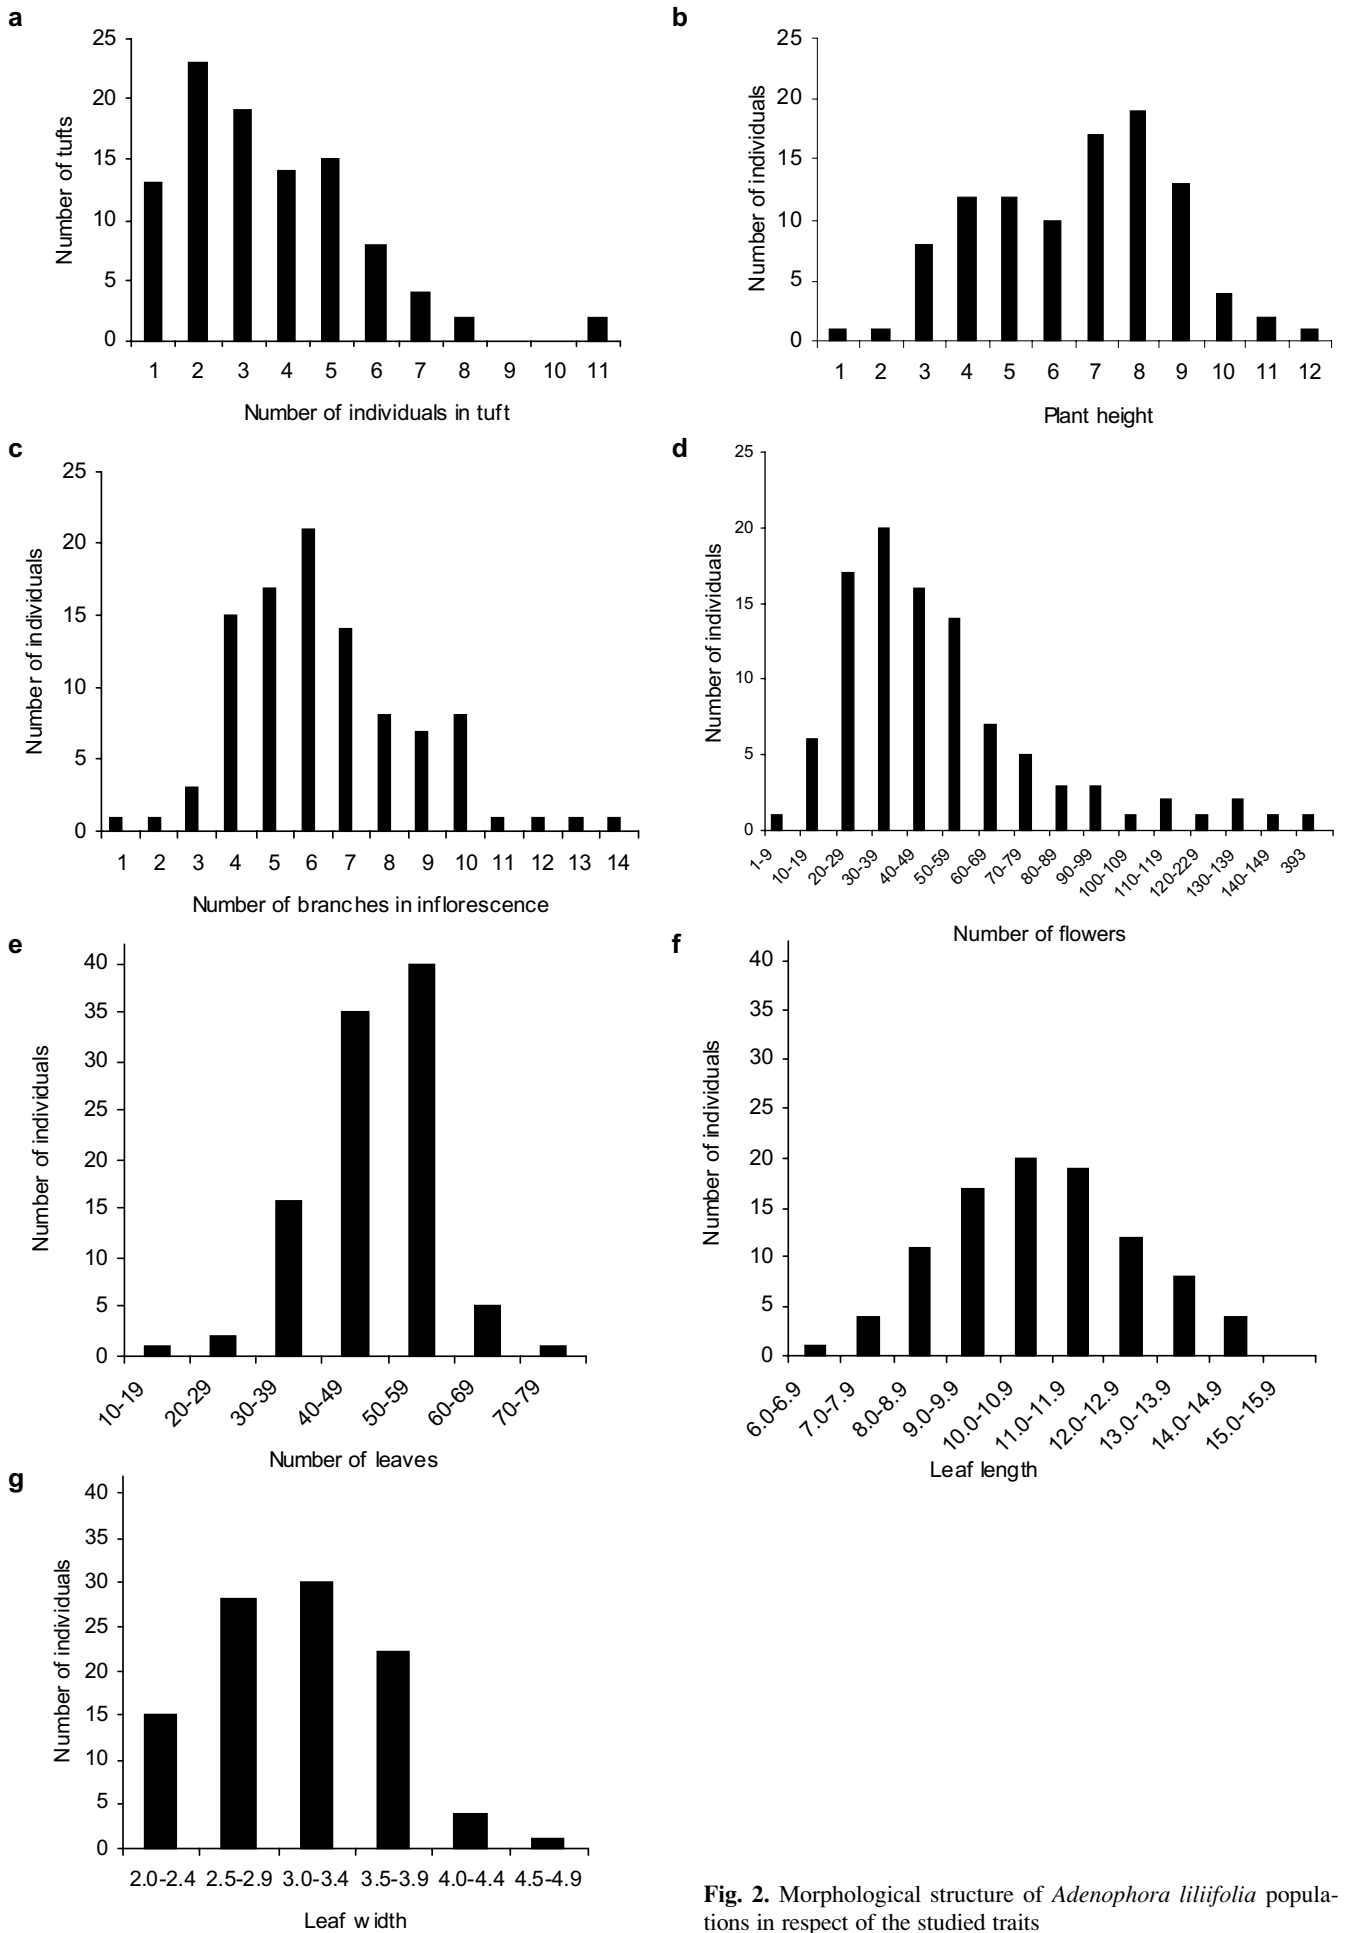 a
25
20
15
10
5
0
Number of tufts
1 2 3 4 5 6 7 8 9 10 11
Number of individuals in tuft
b
25
20
15
10
5
0
Number of individuals
1 2 3 4 5 6 7 8 9 10 11 12
Plant height
c
25
20
15
10
5
0
Number of individuals
1 2 3 4 5 6 7 8 9 10 11 12 13 14
Number of branches in inflorescence
d
25
20
15
10
5
0
Number of individuals
1-9 10-19 20-29 30-39 40-49 50-59 60-69 70-79 80-89 90-99 100-109 110-119 120-229 130-139 140-149 393
Number of flowers
e
40
35
30
25
20
15
10
5
0
Number of individuals
10-19 20-29 30-39 40-49 50-59 60-69 70-79
Number of leaves
f
40
35
30
25
20
15
10
5
0
Number of individuals
6.0-6.9 7.0-7.9 8.0-8.9 9.0-9.9 10.0-10.9 11.0-11.9 12.0-12.9 13.0-13.9 14.0-14.9 15.0-15.9
Leaf length
g
40
35
30
25
20
15
10
5
0
Number of individuals
2.0-2.4 2.5-2.9 3.0-3.4 3.5-3.9 4.0-4.4 4.5-4.9
Leaf width
Fig. 2. Morphological structure of Adenophora liliifolia popula-
tions in respect of the studied traits